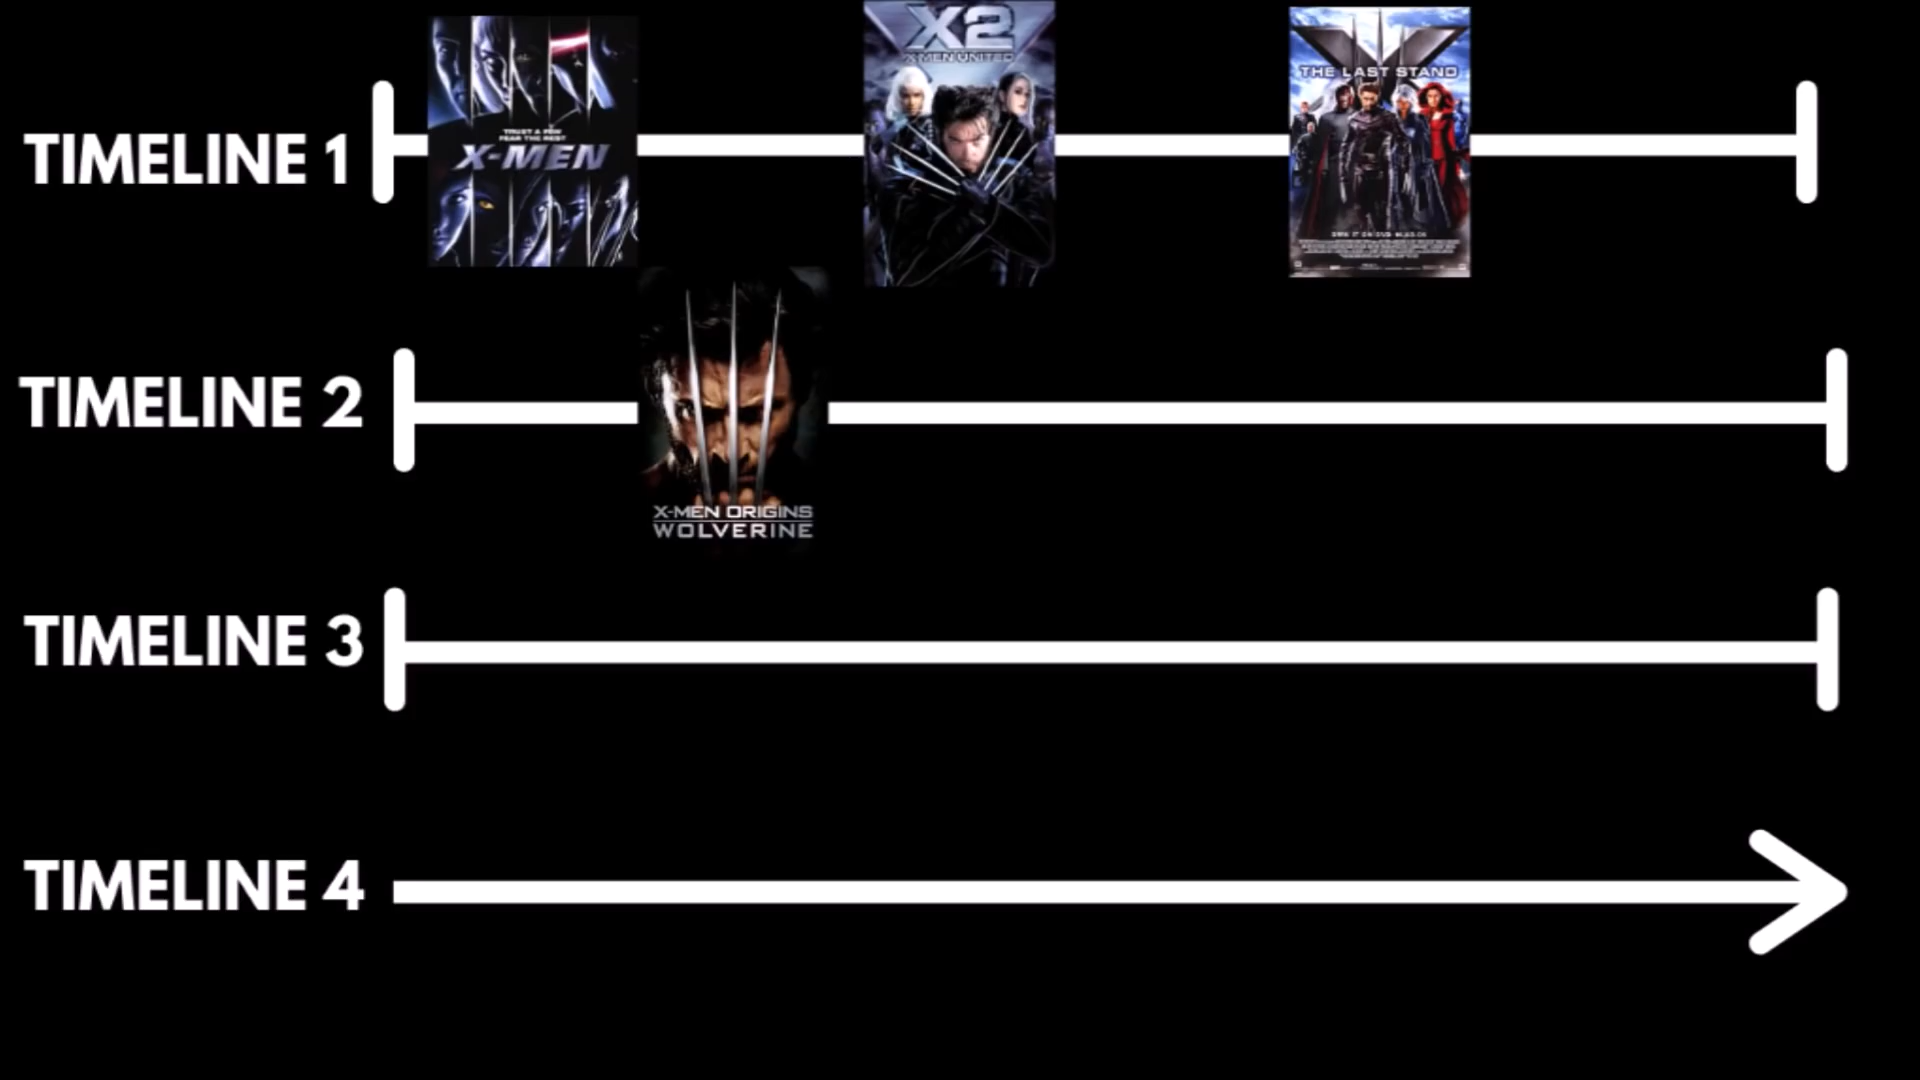 TIMELINE 1
TRUST A FEW
FEAR THE REST
X-MEN
X2
X-MEN UNITED
THE LAST STAND
TIMELINE 2
X-MEN ORIGINS
WOLVERINE
TIMELINE 3
TIMELINE 4